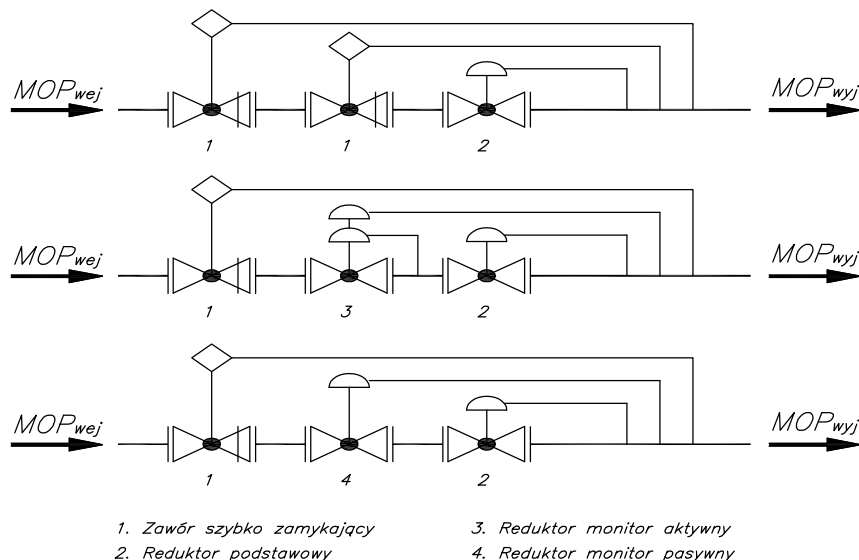 MOPwej MOPwyj
1 1 2
MOPwej MOPwyj
1 3 2
MOPwej MOPwyj
1 4 2
1. Zawór szybko zamykający 3. Reduktor monitor aktywny
2. Reduktor podstawowy 4. Reduktor monitor pasywny